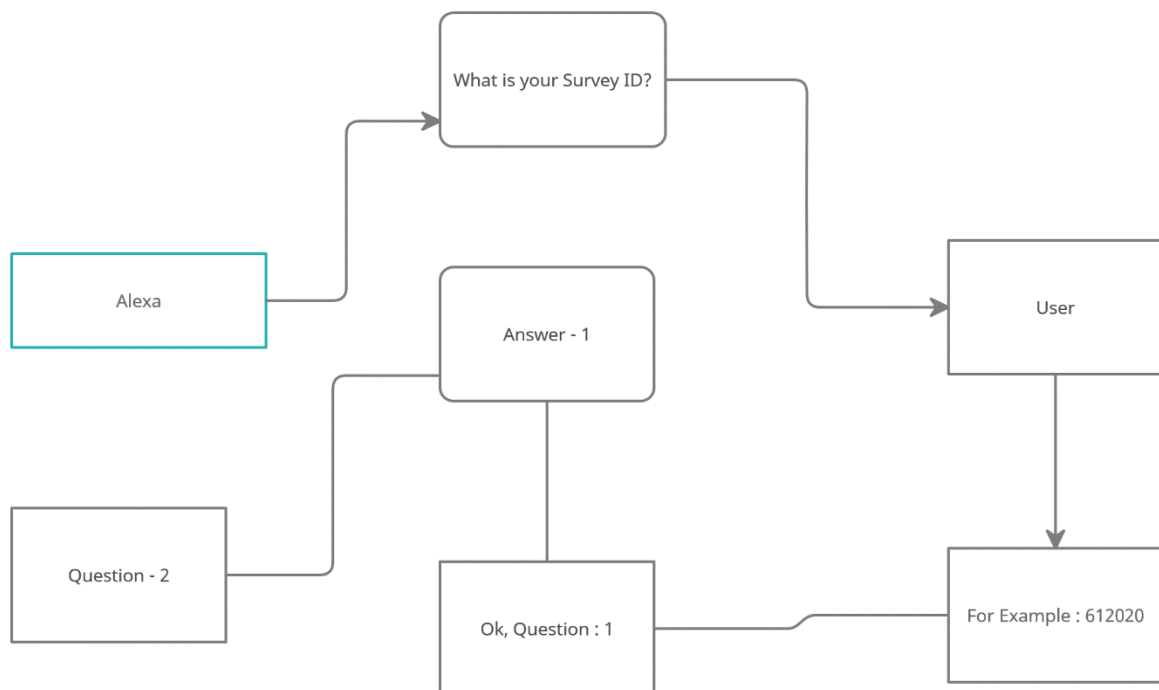 What is your Survey ID?
Alexa
User
Answer - 1
Question - 2
Ok, Question : 1
For Example : 612020